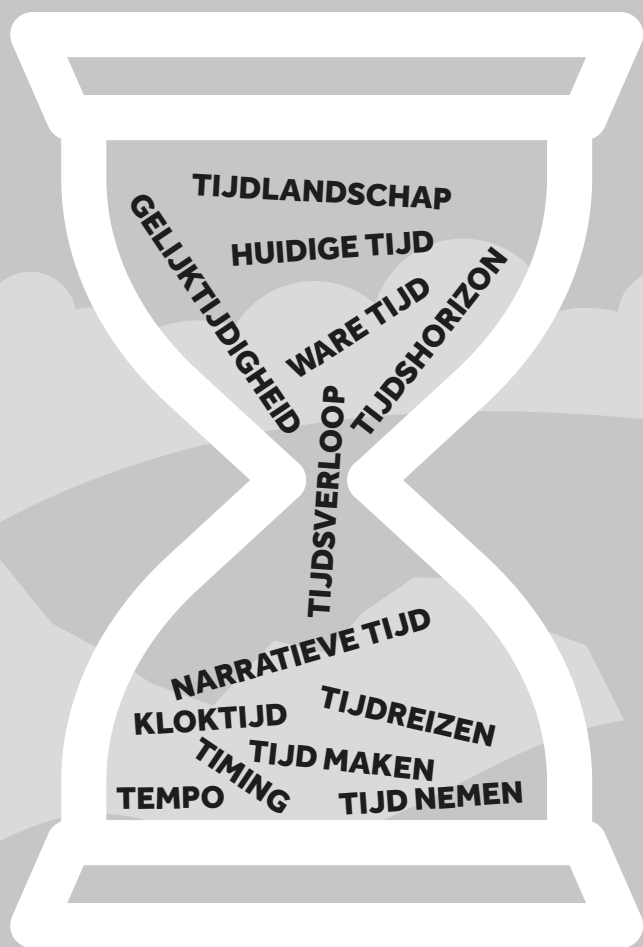 TIJDLANDSCHAP
GELIJKTIJDIGHEID
HUIDIGE TIJD
WARE TIJD
TIJDSHORIZON
TIJDSVERLOOP
NARRATIEVE TIJD
KLOKTIJD
TIJDREIZEN
TIMING
TIJD MAKEN
TEMPO
TIJD NEMEN